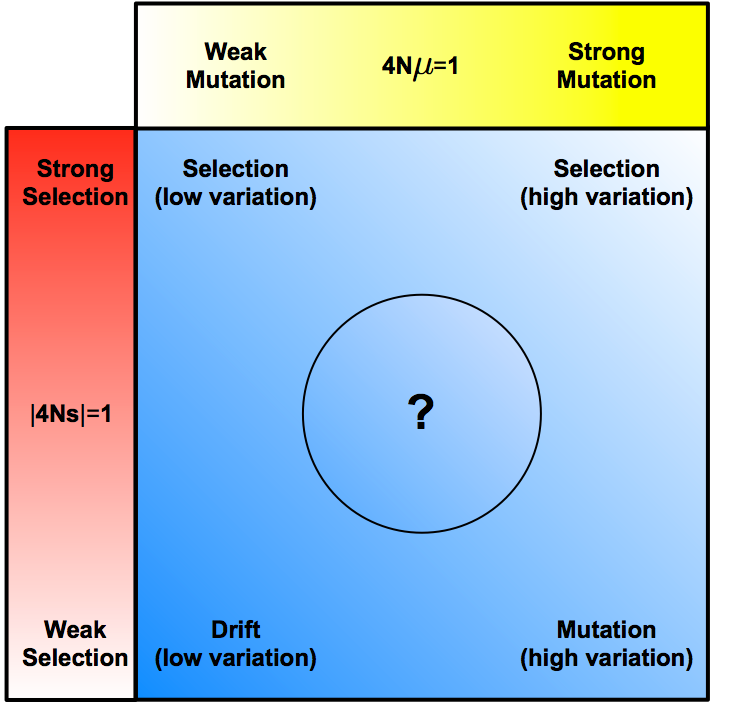 Weak
Mutation
4Nμ=1
Strong
Mutation
Strong
Selection
Selection
(low variation)
Selection
(high variation)
|4Ns|=1
?
Weak
Selection
Drift
(low variation)
Mutation
(high variation)